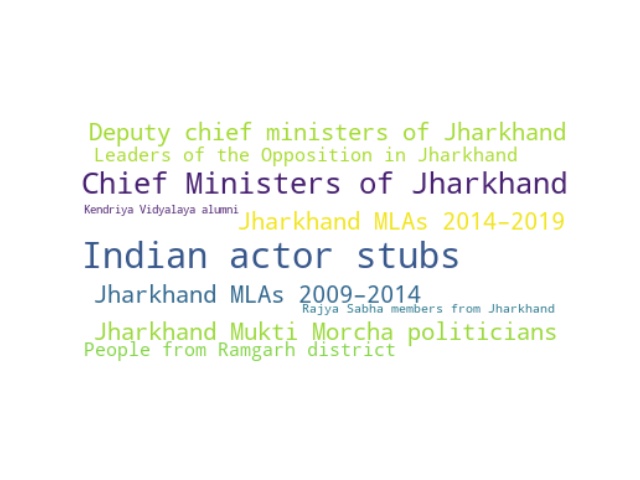 Deputy chief ministers of Jharkhand
Leaders of the Opposition in Jharkhand
Chief Ministers of Jharkhand
Kendriya Vidyalaya alumni
Jharkhand MLAs 2014–2019
Indian actor stubs
Jharkhand MLAs 2009–2014
Rajya Sabha members from Jharkhand
Jharkhand Mukti Morcha politicians
People from Ramgarh district